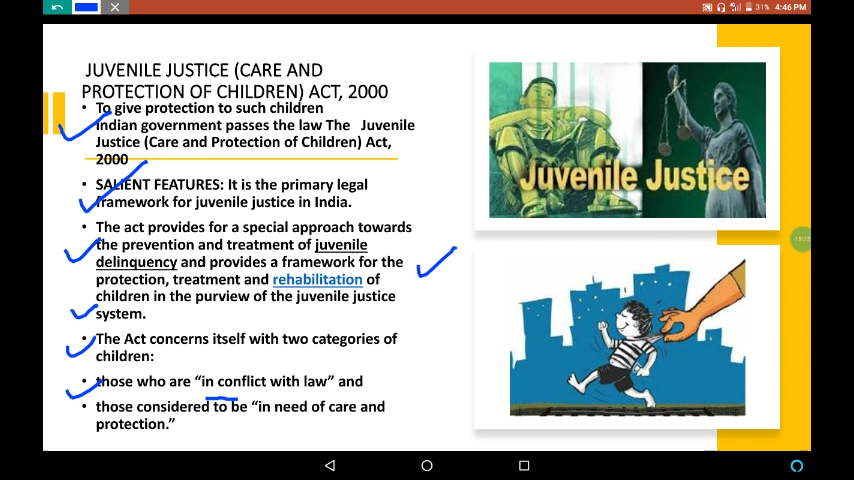 31% 4:46 PM
JUVENILE JUSTICE (CARE AND
PROTECTION OF CHILDREN) ACT, 2000
• To give protection to such children
Indian government passes the law The Juvenile
Justice (Care and Protection of Children) Act,
2000
• SALIENT FEATURES: It is the primary legal
framework for juvenile justice in India.
• The act provides for a special approach towards
the prevention and treatment of juvenile
delinquency and provides a framework for the
protection, treatment and rehabilitation of
children in the purview of the juvenile justice
system.
• The Act concerns itself with two categories of
children:
• those who are “in conflict with law” and
• those considered to be “in need of care and
protection.”
Juvenile Justice